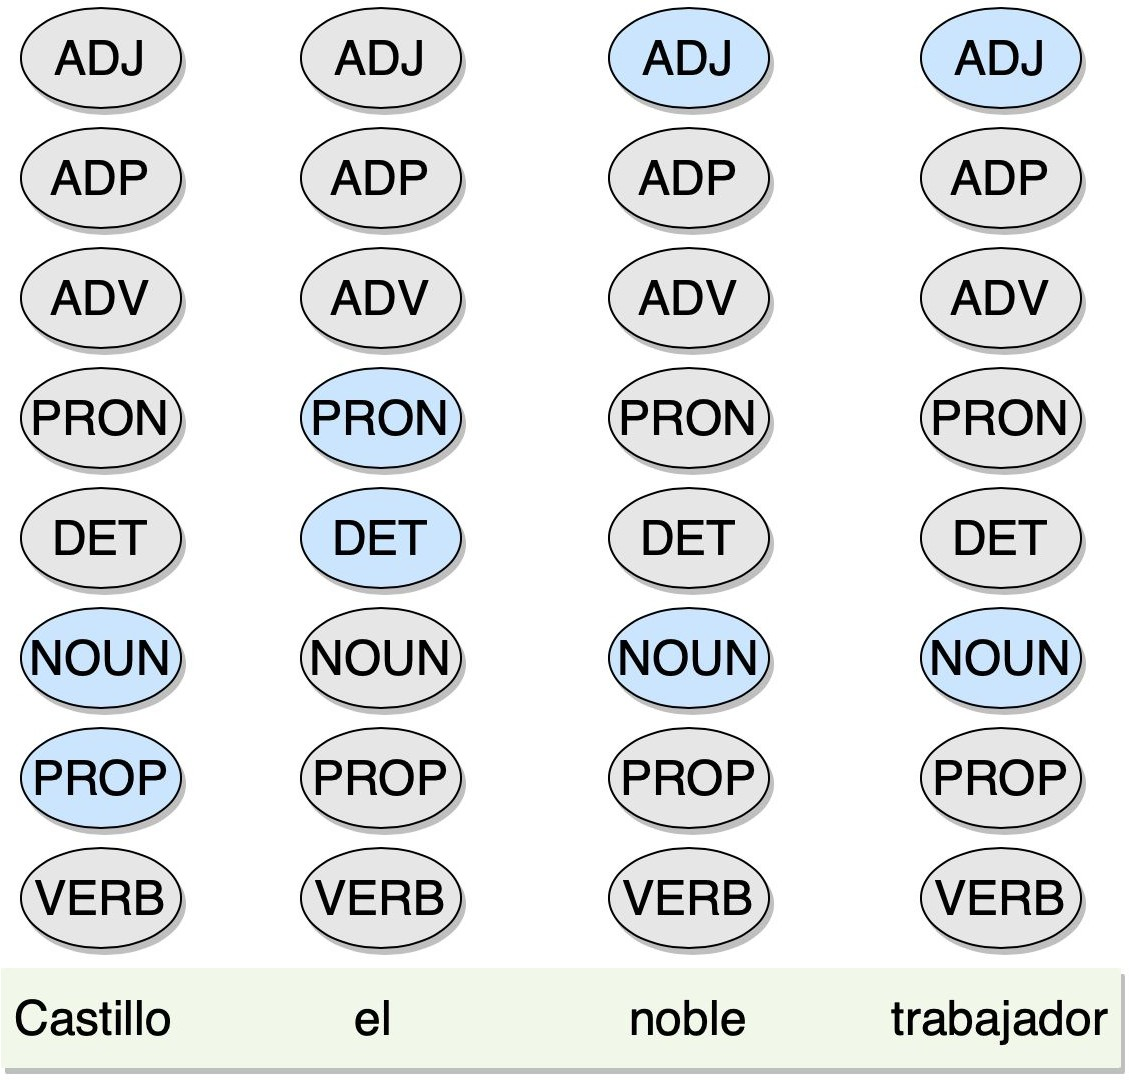 ADJ ADJ ADJ ADJ
ADP ADP ADP ADP
ADV ADV ADV ADV
PRON PRON PRON PRON
DET DET DET DET
NOUN NOUN NOUN NOUN
PROP PROP PROP PROP
VERB VERB VERB VERB
Castillo el noble trabajador